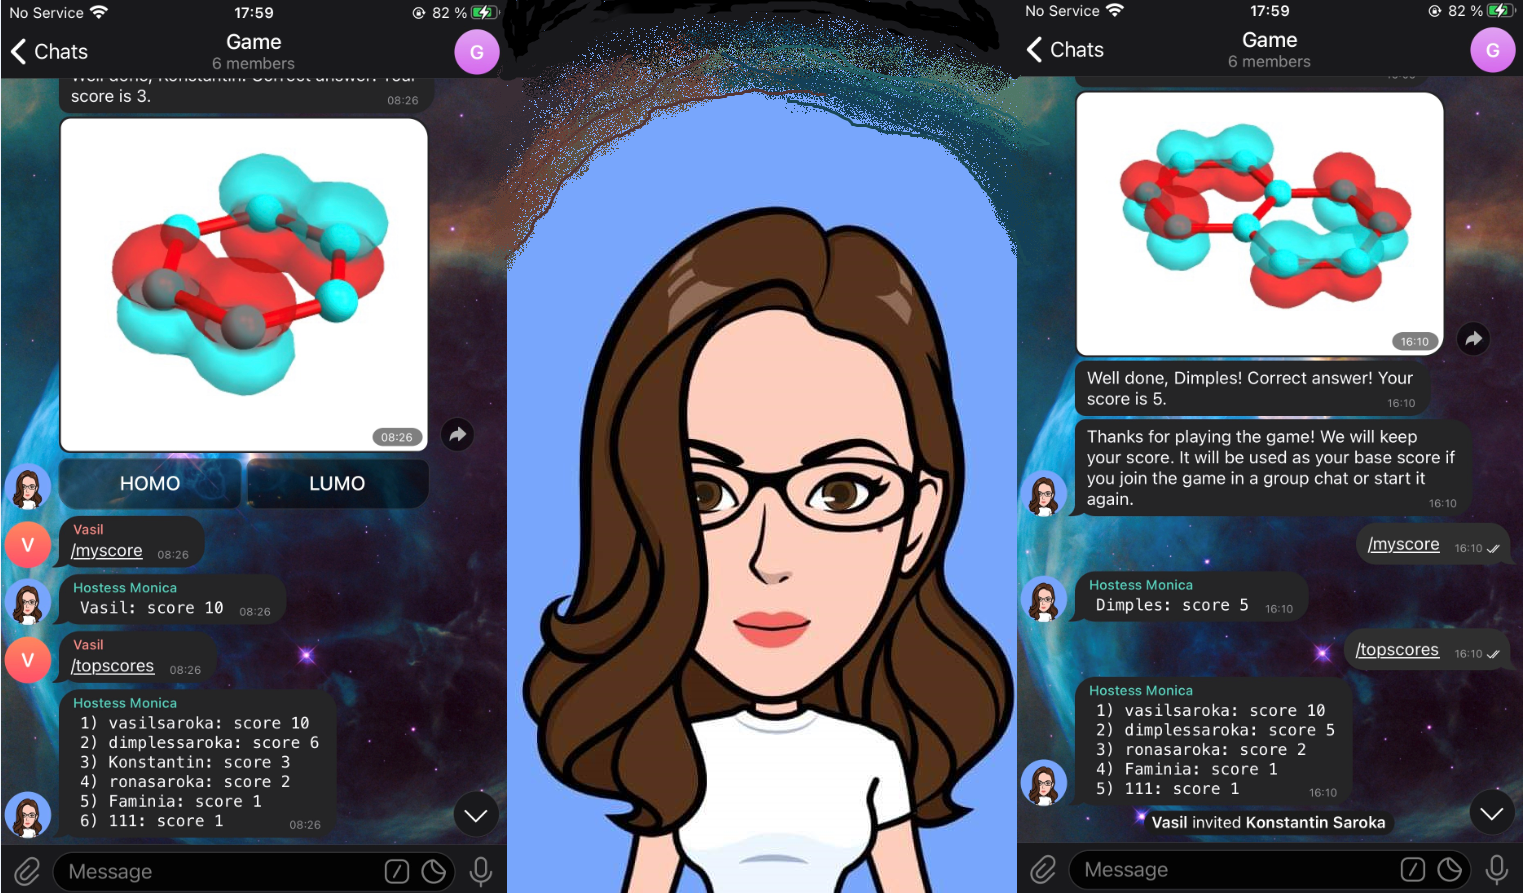 No Service 17:59 82 %
Chats Game G
6 members
Well done, Konstantin! Correct answer! Your
score is 3. 08:26
08:26
HOMO LUMO
Vasil
V /myscore 08:26
Hostess Monica
Vasil: score 10 08:26
Vasil
V /topscores 08:26
Hostess Monica
1) vasilsaroka: score 10
2) dimplessaroka: score 6
3) Konstantin: score 3
4) ronasaroka: score 2
5) Faminia: score 1
6) 111: score 1 08:26
Message
No Service 17:59 82 %
Chats Game G
6 members
16:10
Well done, Dimples! Correct answer! Your
score is 5. 16:10
Thanks for playing the game! We will keep
your score. It will be used as your base score if
you join the game in a group chat or start it
again. 16:10
/myscore 16:10
Hostess Monica
Dimples: score 5 16:10
/topscores 16:10
Hostess Monica
1) vasilsaroka: score 10
2) dimplessaroka: score 5
3) ronasaroka: score 2
4) Faminia: score 1
5) 111: score 1 16:10
Vasil invited Konstantin Saroka
Message